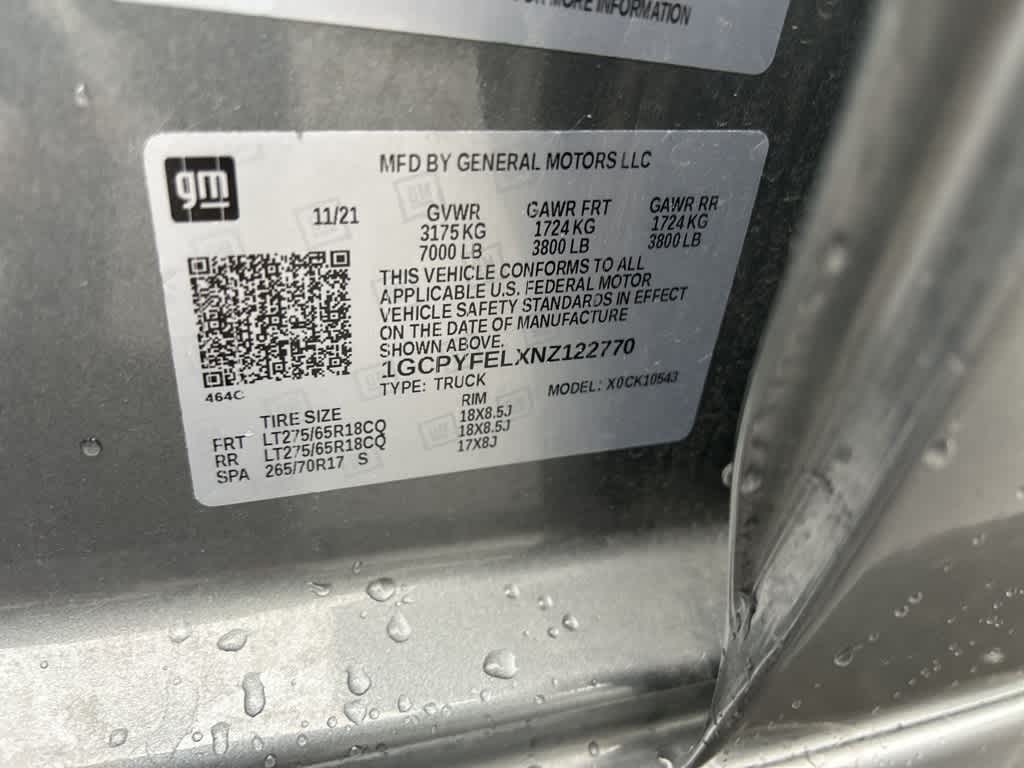 FOR MORE INFORMATION
gm
MFD BY GENERAL MOTORS LLC
11/21 GVWR GAWR FRT GAWR RR
3175 KG 1724 KG 1724 KG
7000 LB 3800 LB 3800 LB
THIS VEHICLE CONFORMS TO ALL
APPLICABLE U.S. FEDERAL MOTOR
VEHICLE SAFETY STANDARDS IN EFFECT
ON THE DATE OF MANUFACTURE
SHOWN ABOVE.
1GCPYFELXNZ122770
464C TYPE: TRUCK MODEL: X0CK10543
TIRE SIZE RIM
FRT LT275/65R18CQ 18X8.5J
RR LT275/65R18CQ 18X8.5J
SPA 265/70R17 S 17X8J